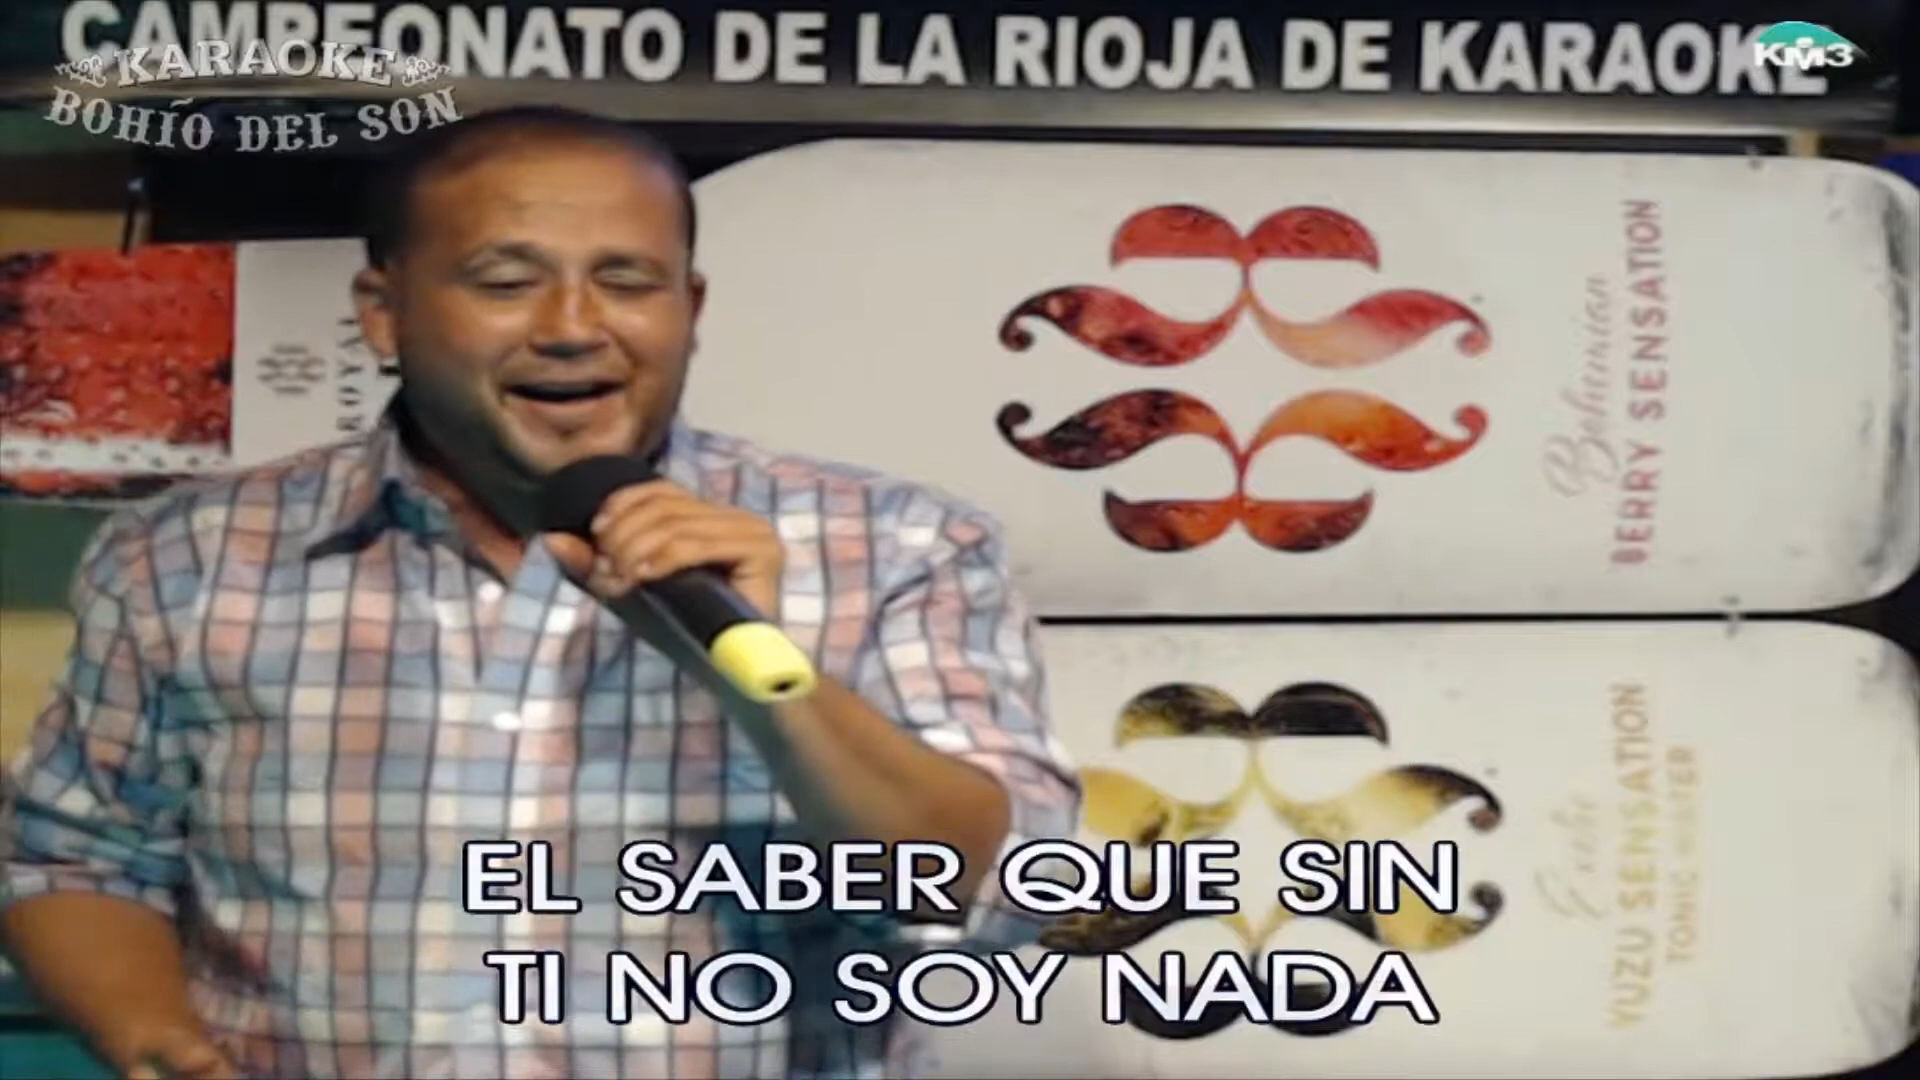 CAMPEONATO DE LA RIOJA DE KARAOKE
KARAOKE
BOHÍO DEL SON
KM3
ROYAL
Bohemian
BERRY SENSATION
YUZU SENSATION
TONIC WATER
EL SABER QUE SIN
TI NO SOY NADA